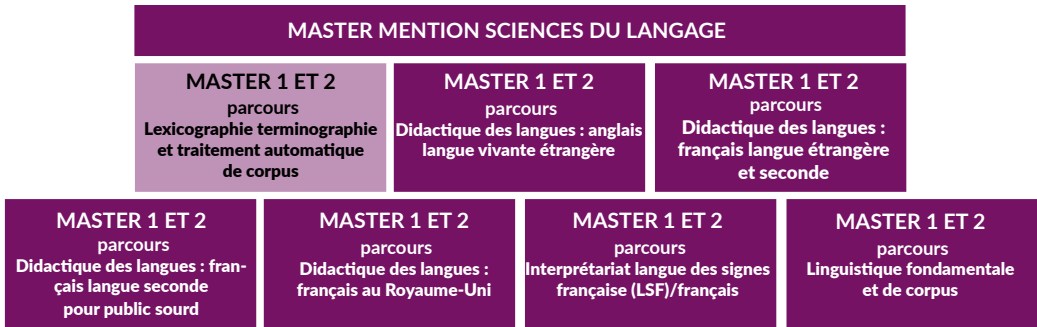 MASTER MENTION SCIENCES DU LANGAGE
MASTER 1 ET 2
parcours
Lexicographie terminographie
et traitement automatique
de corpus
MASTER 1 ET 2
parcours
Didactique des langues : anglais
langue vivante étrangère
MASTER 1 ET 2
parcours
Didactique des langues :
français langue étrangère
et seconde
MASTER 1 ET 2
parcours
Didactique des langues : fran-
çais langue seconde
pour public sourd
MASTER 1 ET 2
parcours
Didactique des langues :
français au Royaume-Uni
MASTER 1 ET 2
parcours
Interprétariat langue des signes
française (LSF)/français
MASTER 1 ET 2
parcours
Linguistique fondamentale
et de corpus